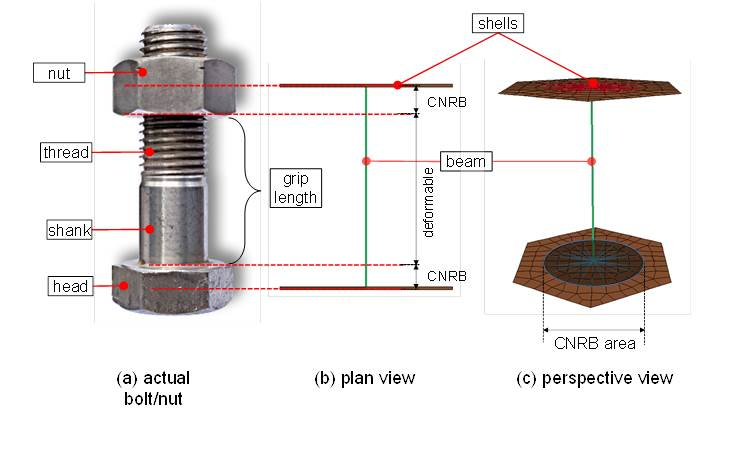 shells
nut
CNRB
thread
beam
grip
length
deformable
shank
CNRB
head
CNRB area
(a) actual
bolt/nut
(b) plan view
(c) perspective view